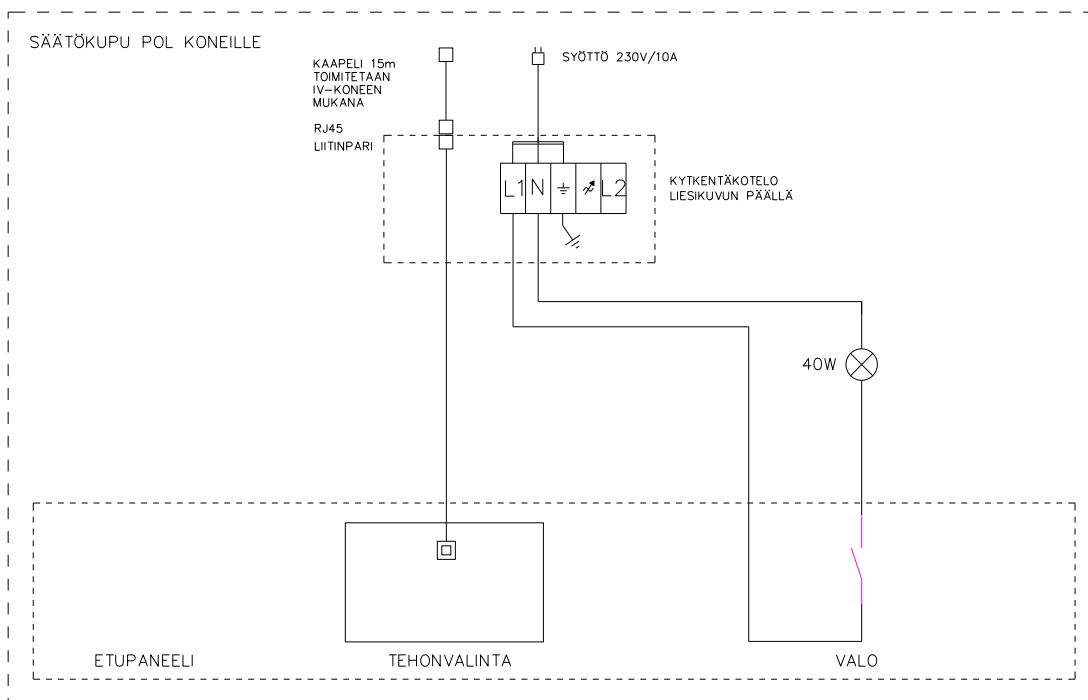 SÄÄTÖKUPU POL KONEILLE
KAAPELI 15m
TOIMITETAAN
IV-KONEEN
MUKANA
SYÖTTÖ 230V/10A
RJ45
LIITINPARI
L1 N L2
KYTKENTÄKOTELO
LIESIKUVUN PÄÄLLÄ
40W
ETUPANEELI
TEHONVALINTA
VALO